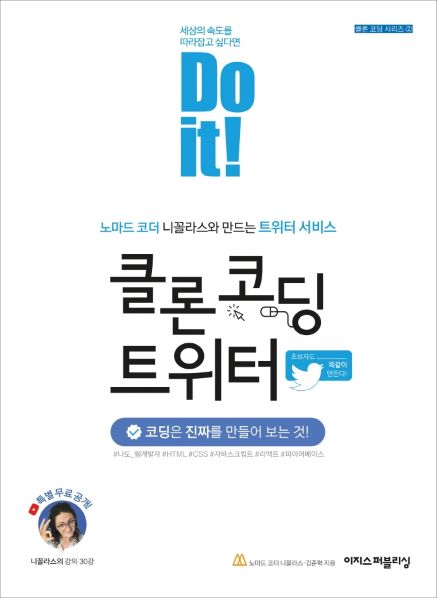 세상의 속도를
따라잡고 싶다면
클론 코딩 시리즈 ②
Do
it!
노마드 코더 니꼴라스와 만드는 트위터 서비스
클론 코딩
트위터
초보자도
똑같이
만든다!
코딩은 진짜를 만들어 보는 것!
#나도_웹개발자 #HTML #CSS #자바스크립트 #리액트 #파이어베이스
특별 무료 공개!
니꼴라스의 강의 30강
노마드 코더 니꼴라스·김준혁 지음
이지스 퍼블리싱